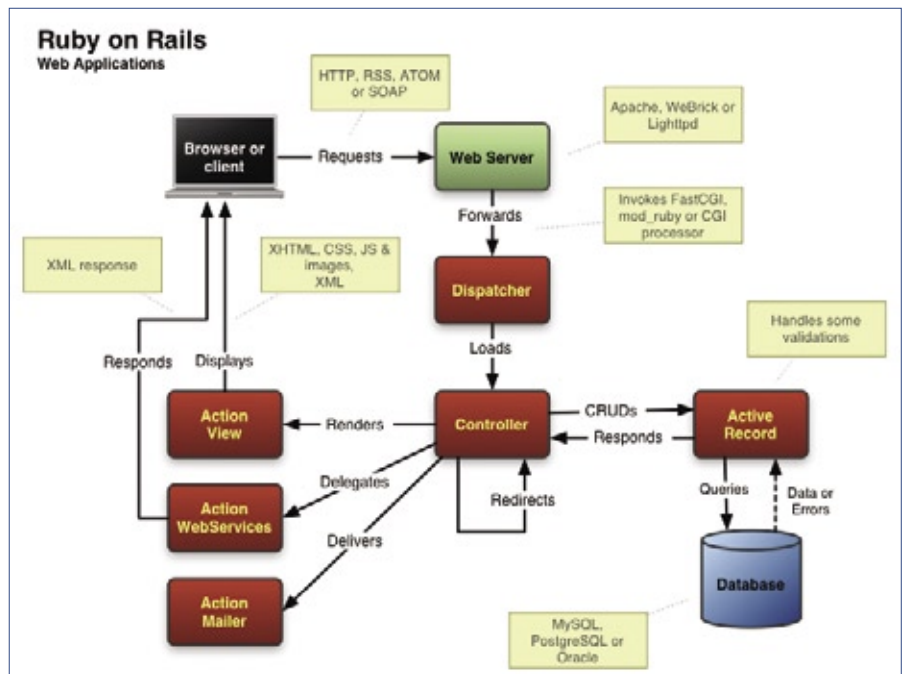 Ruby on Rails
Web Applications
HTTP, RSS, ATOM
or SOAP
Apache, WeBrick or
Lighttpd
Browser or
client
Requests
Web Server
Forwards
Invokes FastCGI,
mod_ruby or CGI
processor
XML response
XHTML, CSS, JS &
images,
XML
Dispatcher
Handles some
validations
Responds
Displays
Loads
Action
View
Renders
Controller
CRUDs
Responds
Active
Record
Delegates
Redirects
Queries
Data or
Errors
Action
WebServices
Delivers
Action
Mailer
Database
MySQL,
PostgreSQL or
Oracle